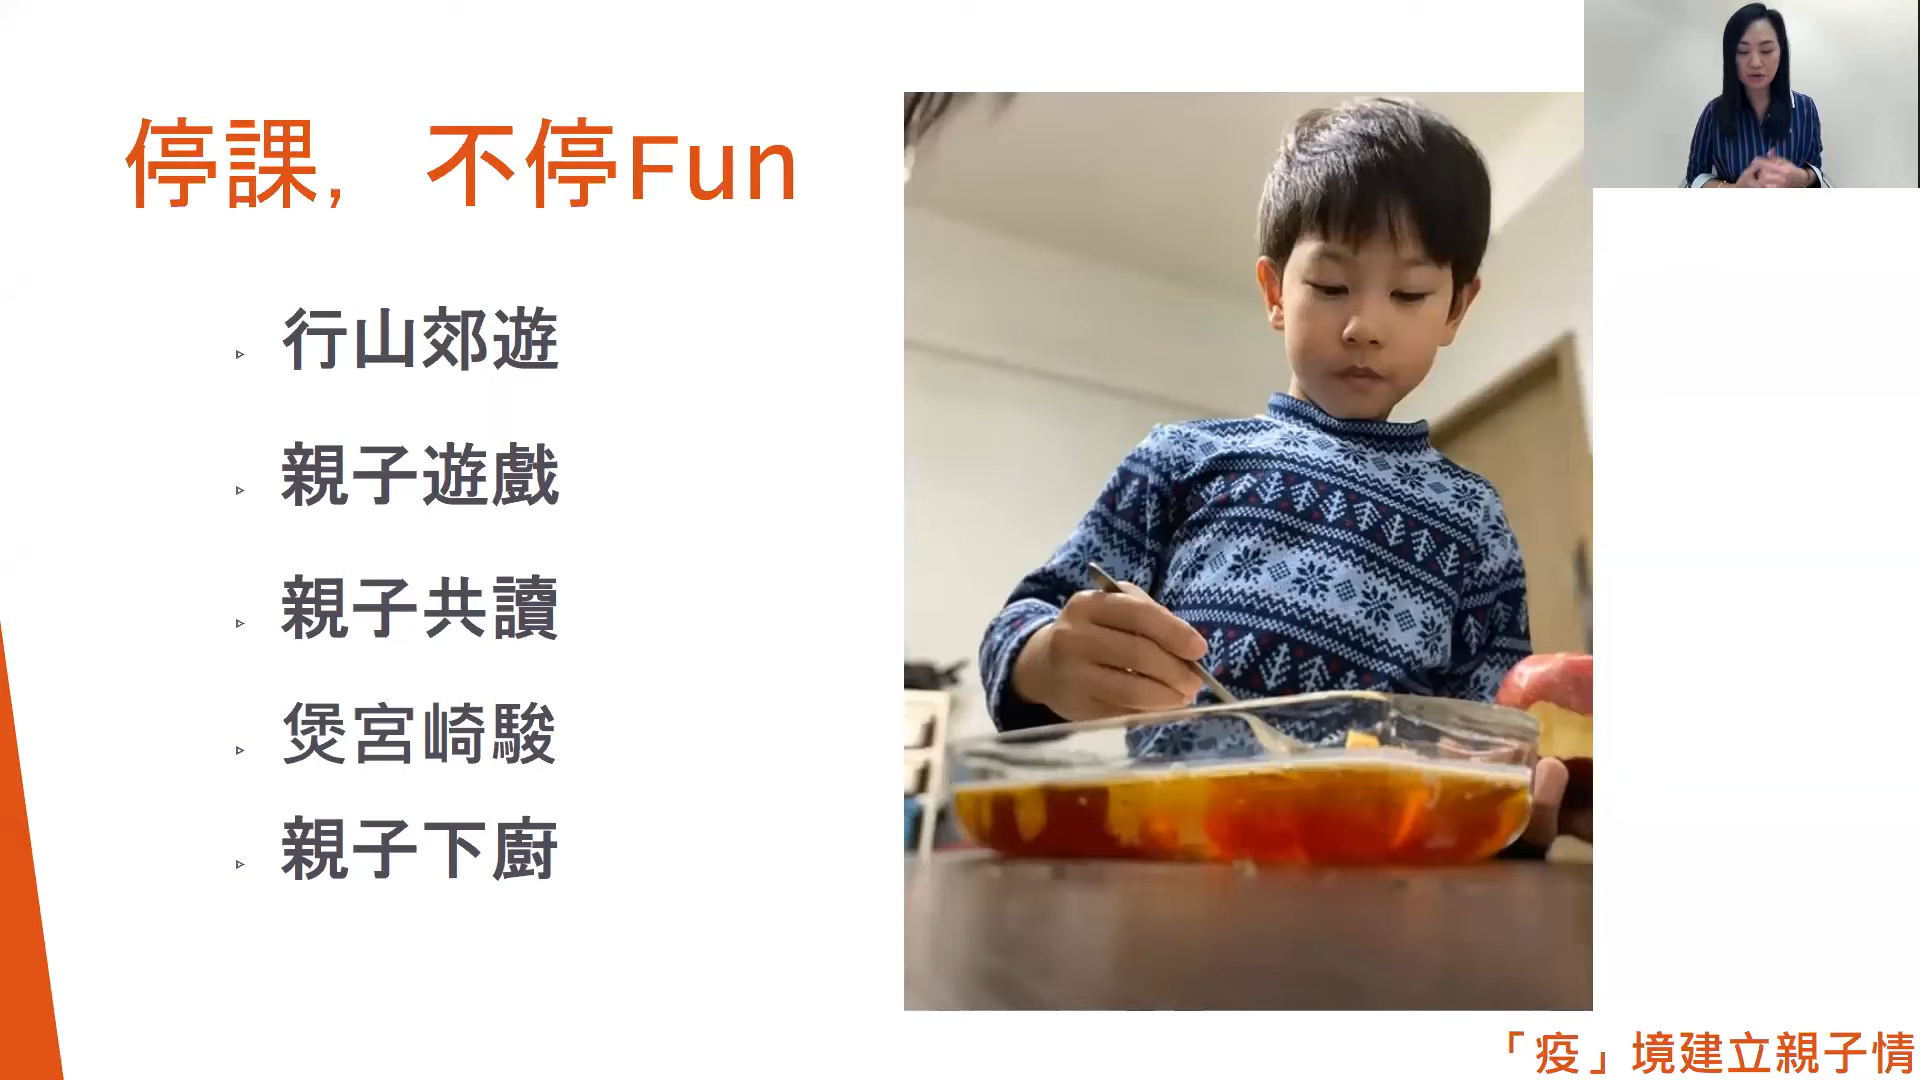 停課, 不停Fun
行山郊遊
親子遊戲
親子共讀
煲宮崎駿
親子下廚
「疫」境建立親子情